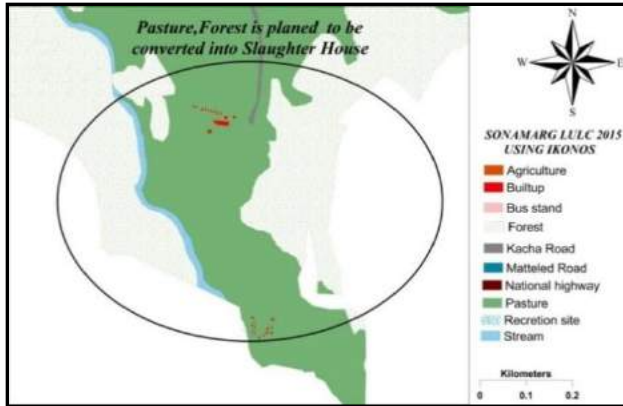 Pasture,Forest is planed to be
converted into Slaughter House
N
W E
S
SONAMARG LULC 2015
USING IKONOS
Agriculture
Builtup
Bus stand
Forest
Kacha Road
Matteled Road
National highway
Pasture
Recretion site
Stream
Kilometers
0 0.1 0.2